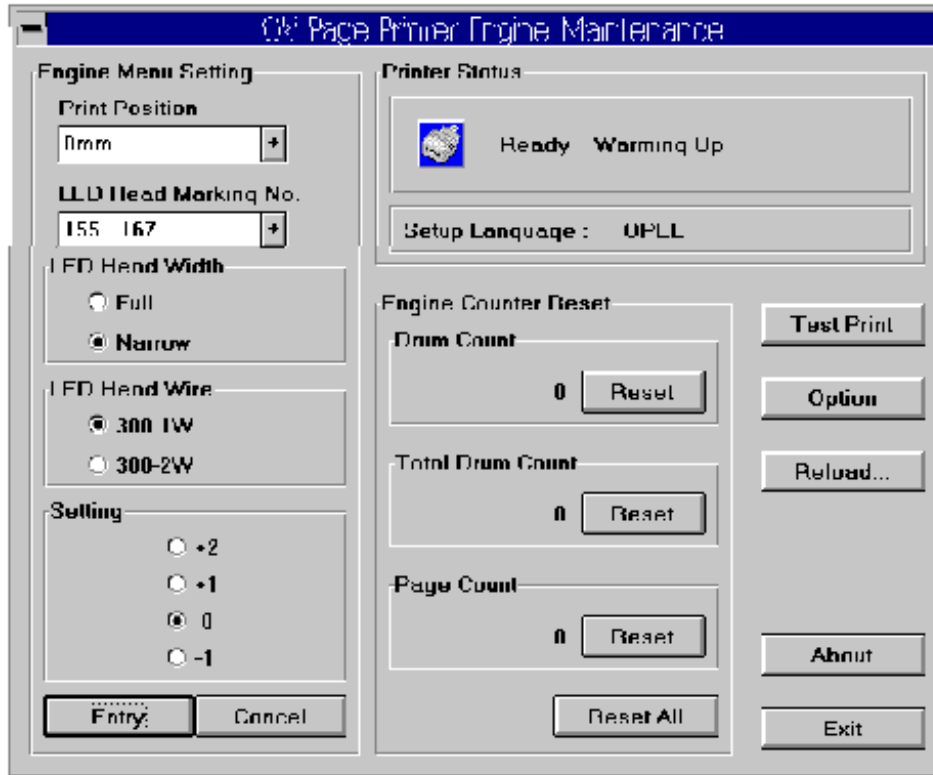 Oki Page Printer Engine Maintenance
Engine Menu Setting
Print Position
0mm
LED Head Marking No.
155 167
LED Head Width
Full
Narrow
LED Head Wire
300-1W
300-2W
Setting
+2
+1
0
-1
Entry
Cancel
Printer Status
Ready Warming Up
Setup Language :
Engine Counter Reset
Drum Count
0 Reset
Total Drum Count
0 Reset
Page Count
0 Reset
Reset All
Test Print
Option
Reload...
About
Exit